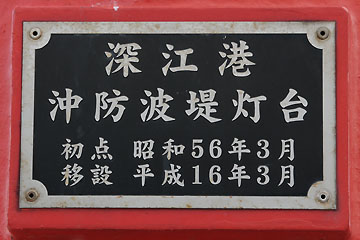 深江港
沖防波堤灯台
初点 昭和56年3月
移設 平成16年3月